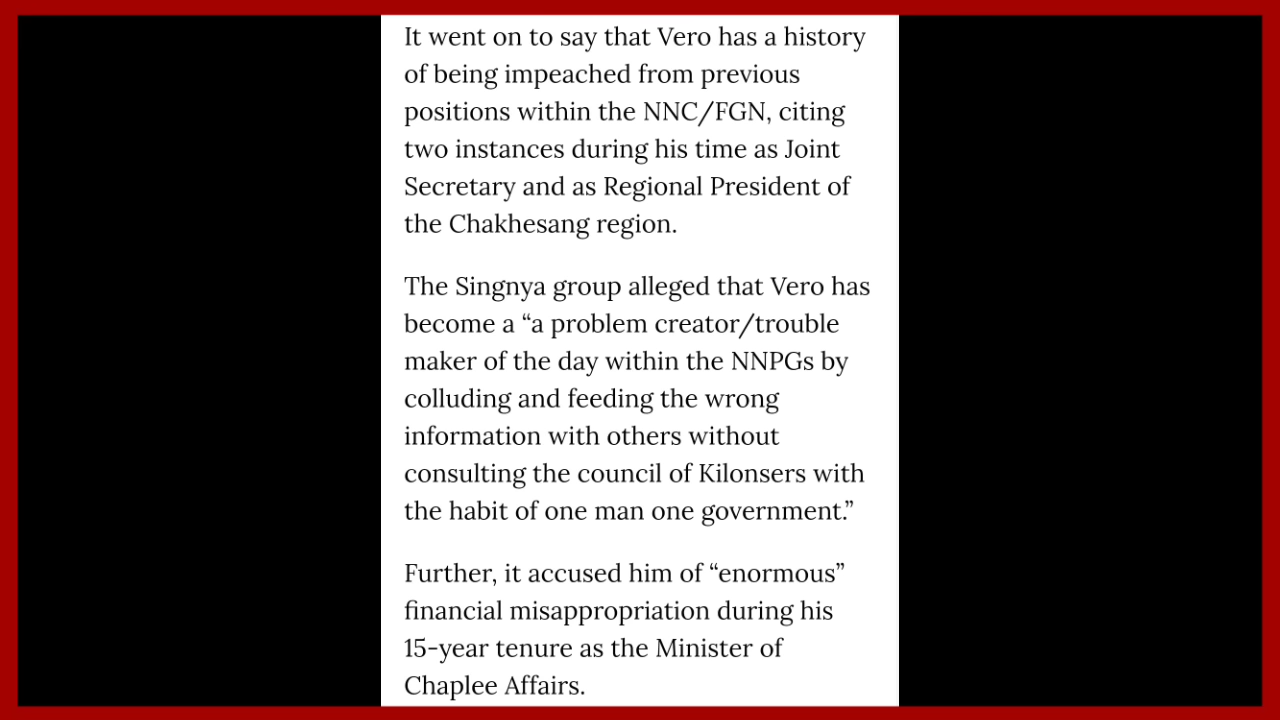 It went on to say that Vero has a history
of being impeached from previous
positions within the NNC/FGN, citing
two instances during his time as Joint
Secretary and as Regional President of
the Chakhesang region.
The Singnya group alleged that Vero has
become a “a problem creator/trouble
maker of the day within the NNPGs by
colluding and feeding the wrong
information with others without
consulting the council of Kilonsers with
the habit of one man one government.”
Further, it accused him of “enormous”
financial misappropriation during his
15-year tenure as the Minister of
Chaplee Affairs.